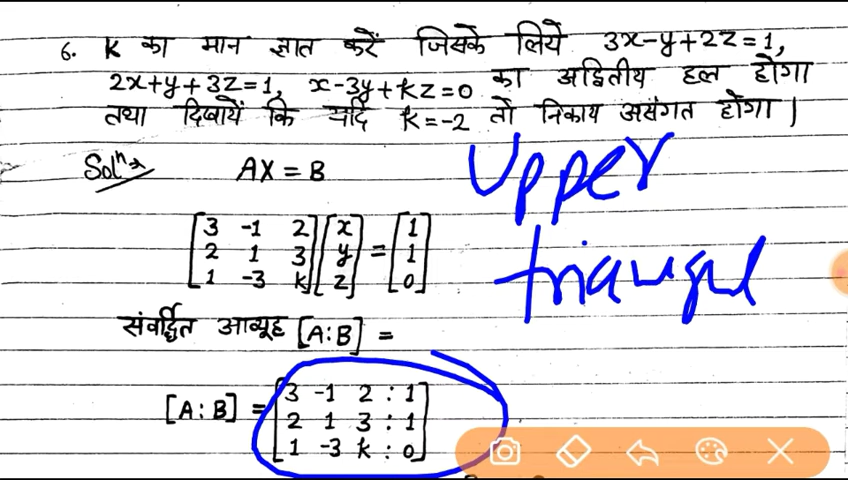 6. K का मान ज्ञात करें जिसके लिये 3x-y+2z=1,
2x+y+3z=1, x-3y+kz=0 का अद्वितीय हल होगा
तथा दिखायें कि यदि k=-2 तो निकाय असंगत होगा।
Solⁿ⇒ AX = B
Upper
triangul
[3 -1 2] [x] = [1]
[2 1 3] [y] [1]
[1 -3 k] [z] [0]
संवर्द्धित आव्यूह [A:B] =
[A:B] = [3 -1 2 : 1]
[2 1 3 : 1]
[1 -3 k : 0]